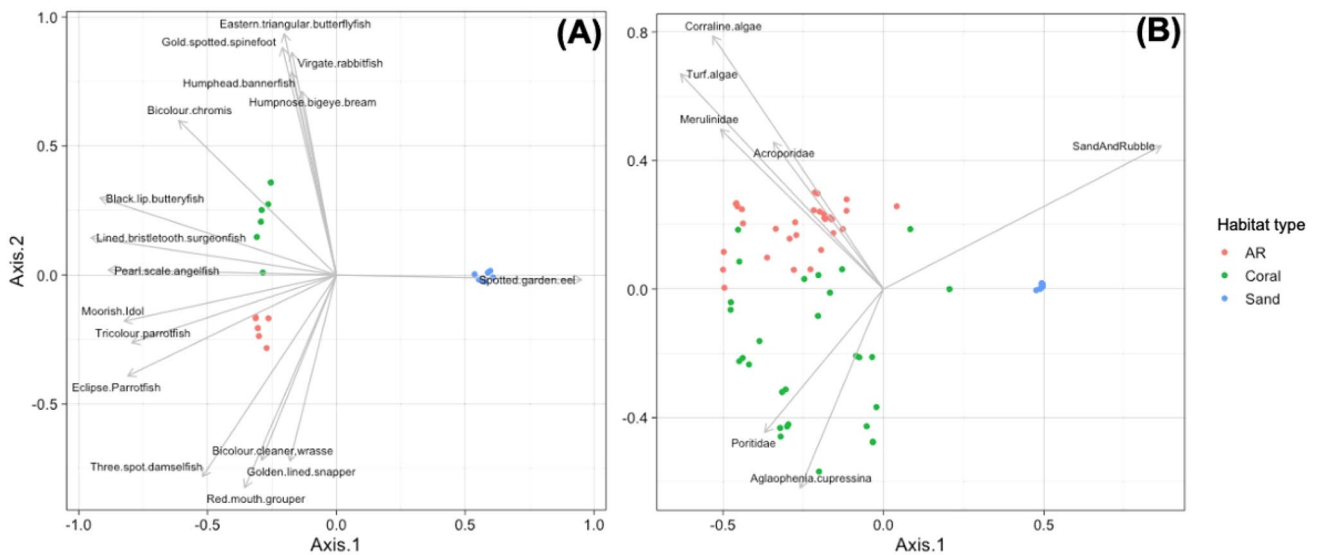 (A)
Eastern.triangular.butterflyfish
Gold.spotted.spinefoot
Virgate.rabbitfish
Humphead.bannerfish
Humpnose.bigeye.bream
Bicolour.chromis
Black.lip.butteryfish
Lined.bristletooth.surgeonfish
Pearl.scale.angelfish
Spotted.garden.eel
Moorish.Idol
Tricolour.parrotfish
Eclipse.Parrotfish
Bicolour.cleaner.wrasse
Three.spot.damselfish
Golden.lined.snapper
Red.mouth.grouper
1.0
0.5
0.0
-0.5
Axis.2
-1.0 -0.5 0.0 0.5 1.0
Axis.1
(B)
Corraline.algae
Turf.algae
Merulinidae
Acroporidae
SandAndRubble
Poritidae
Aglaophenia.cupressina
0.8
0.4
0.0
-0.4
-0.5 0.0 0.5
Axis.1
Habitat type
AR
Coral
Sand